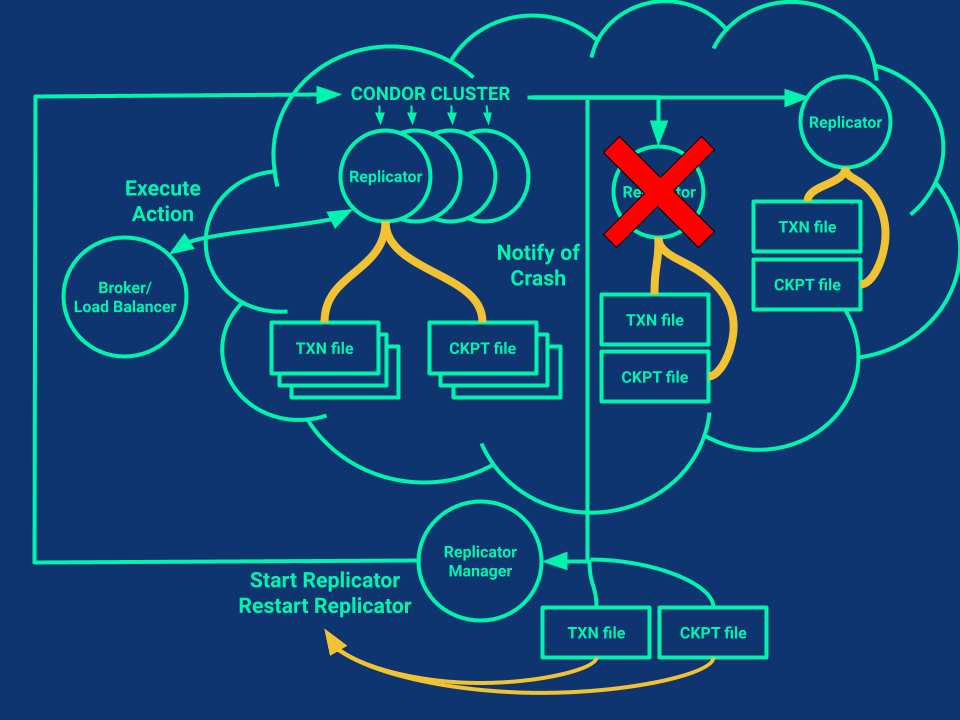 CONDOR CLUSTER
Replicator
Replicator
Execute
Action
Broker/
Load Balancer
Notify of
Crash
TXN file
CKPT file
TXN file
CKPT file
TXN file
CKPT file
Replicator
Manager
Start Replicator
Restart Replicator
TXN file
CKPT file